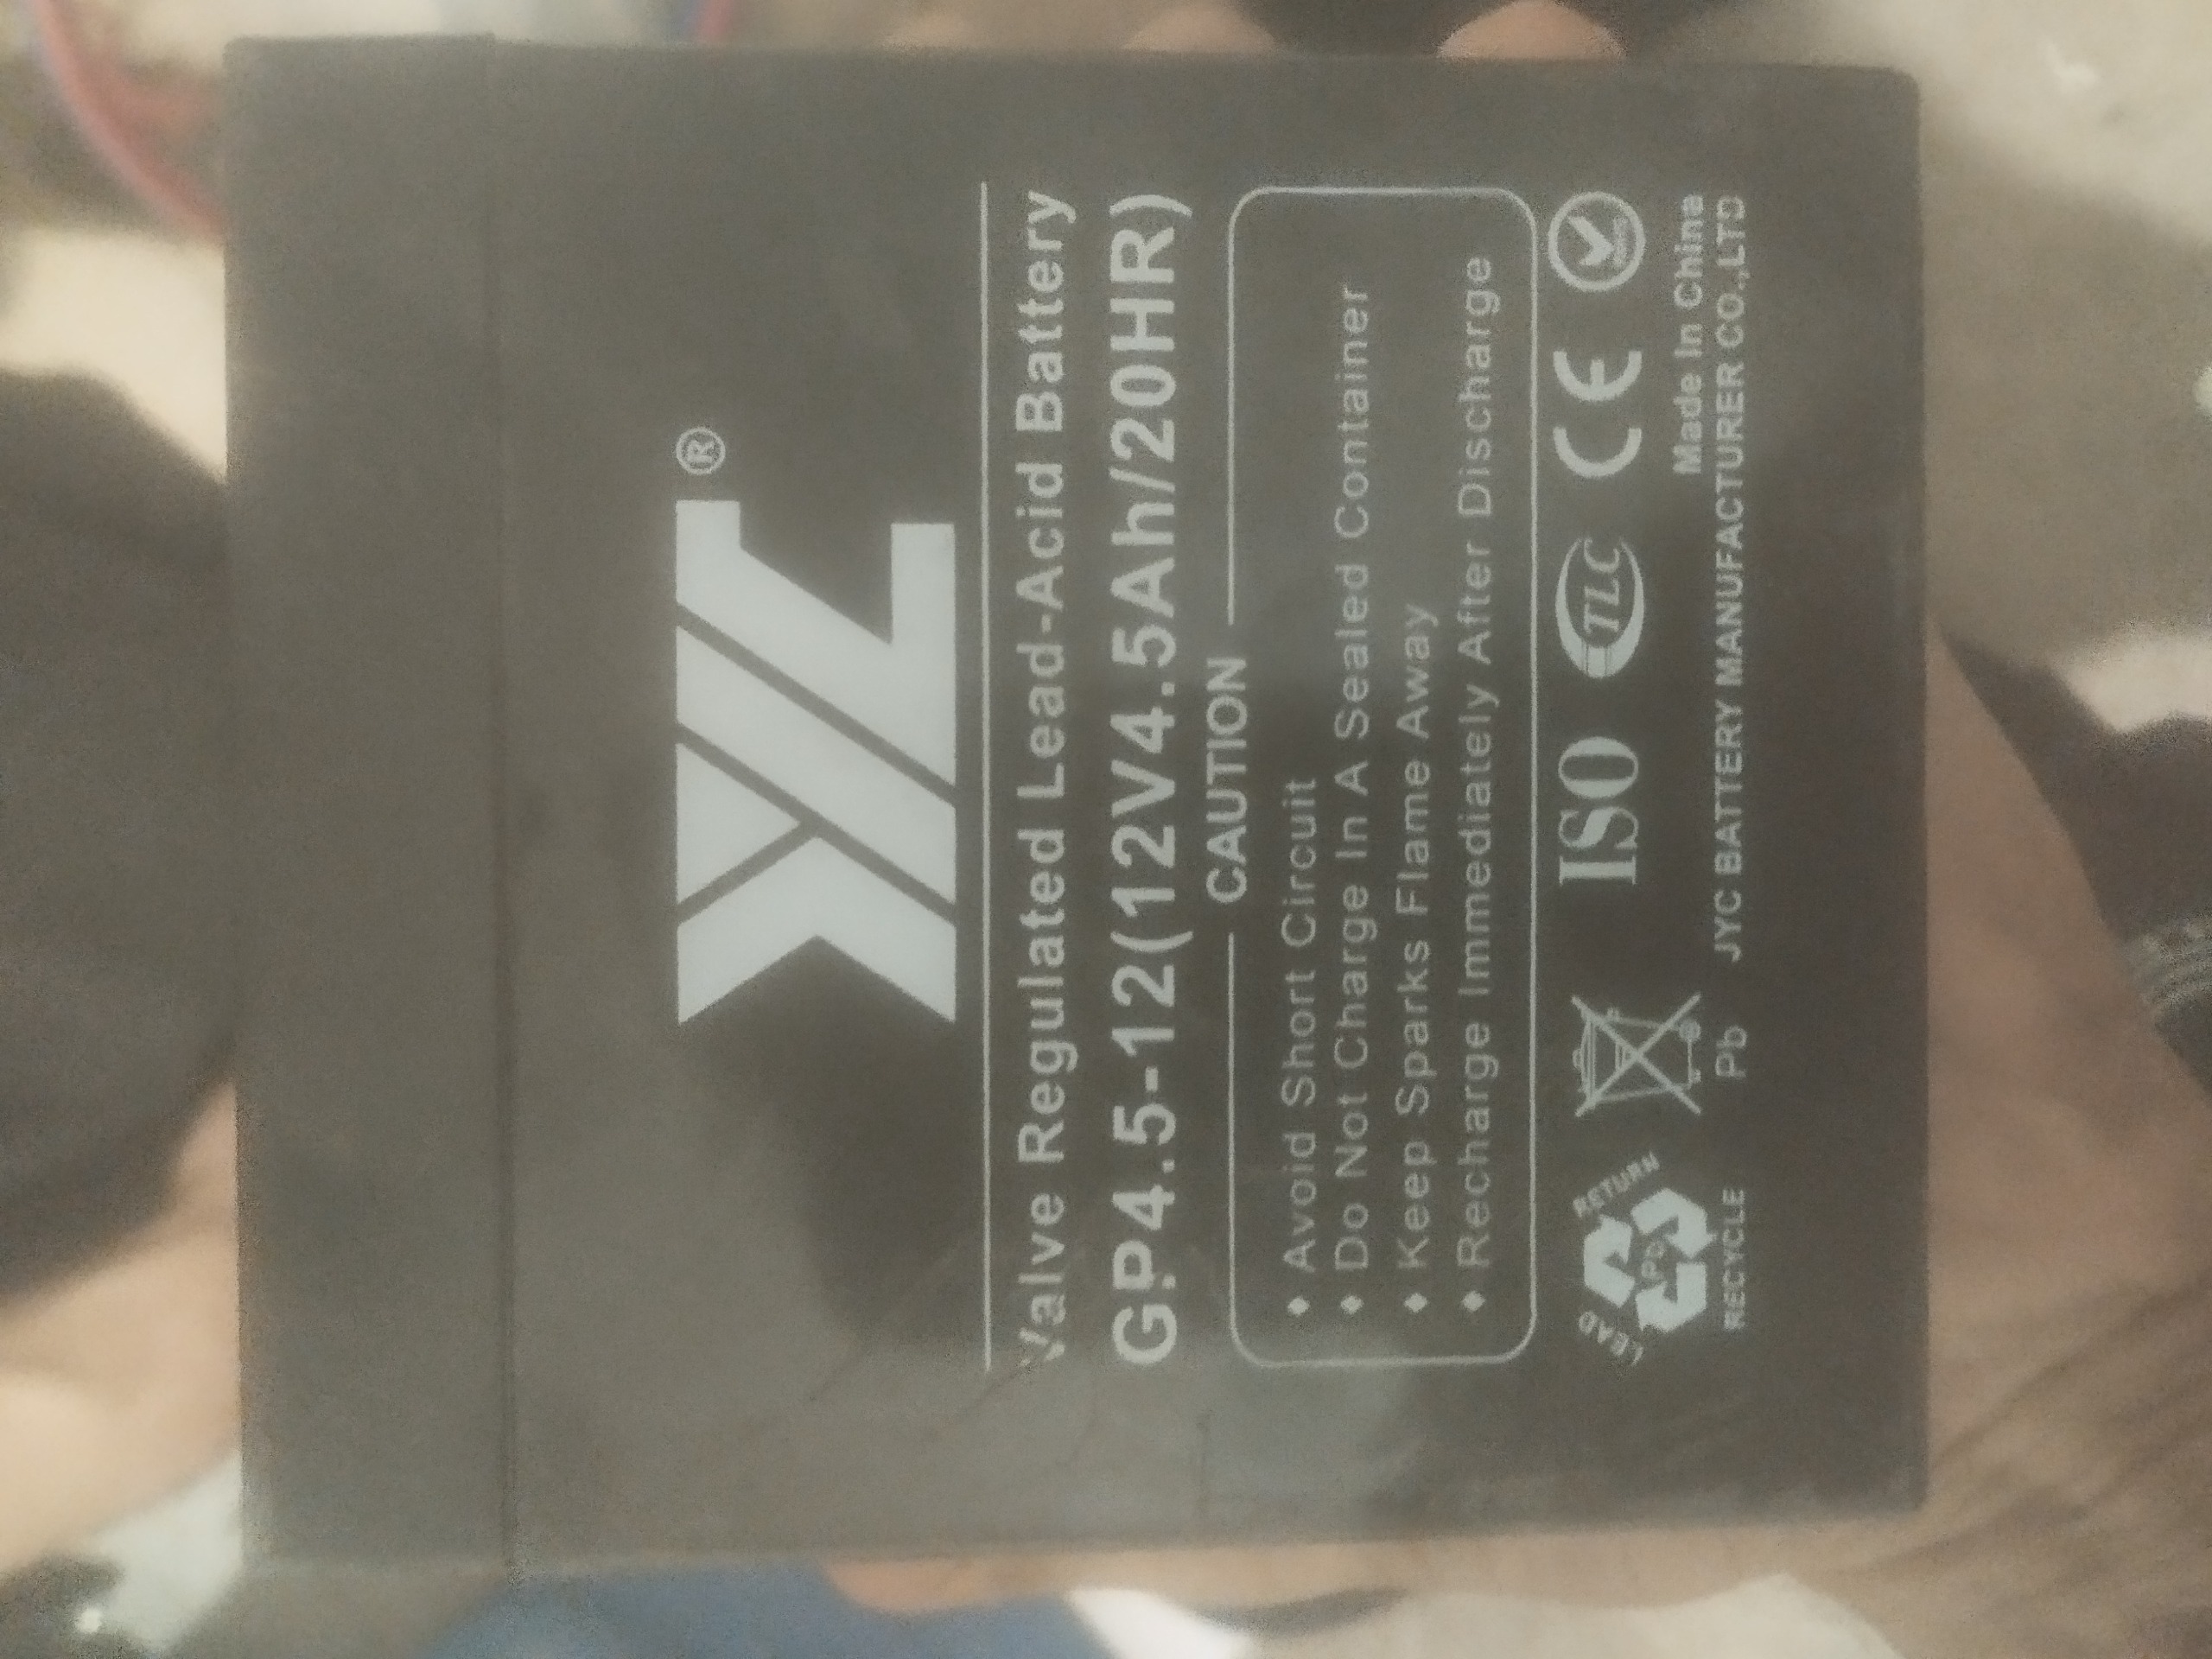 ®
Valve Regulated Lead-Acid Battery
GP4.5-12(12V4.5Ah/20HR)
CAUTION
♦ Avoid Short Circuit
♦ Do Not Charge In A Sealed Container
♦ Keep Sparks Flame Away
♦ Recharge Immediately After Discharge
LEAD RETURN
Pb
RECYCLE
Pb
ISO
TLC
CE
Made In China
JYC BATTERY MANUFACTURER CO.,LTD